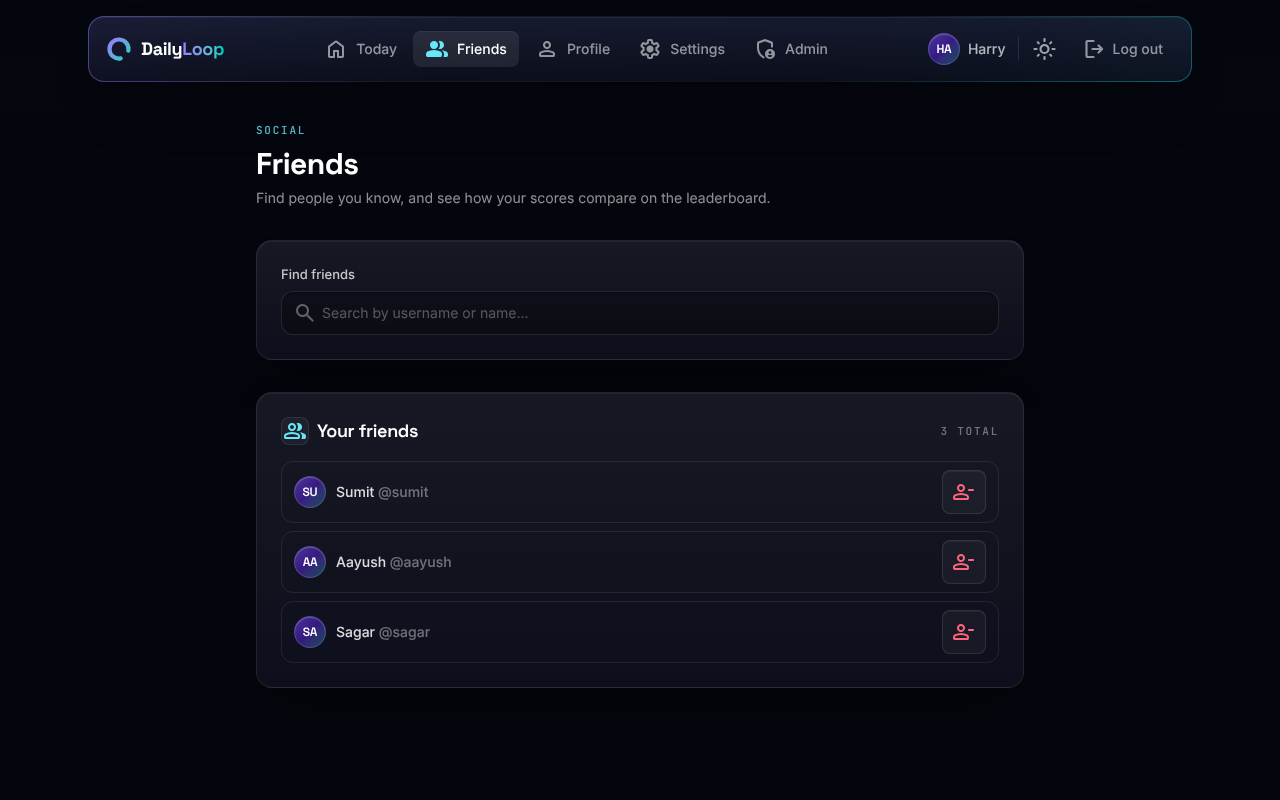 DailyLoop Today Friends Profile Settings Admin HA Harry Log out
SOCIAL
Friends
Find people you know, and see how your scores compare on the leaderboard.
Find friends
Search by username or name...
Your friends 3 TOTAL
SU Sumit @sumit
AA Aayush @aayush
SA Sagar @sagar